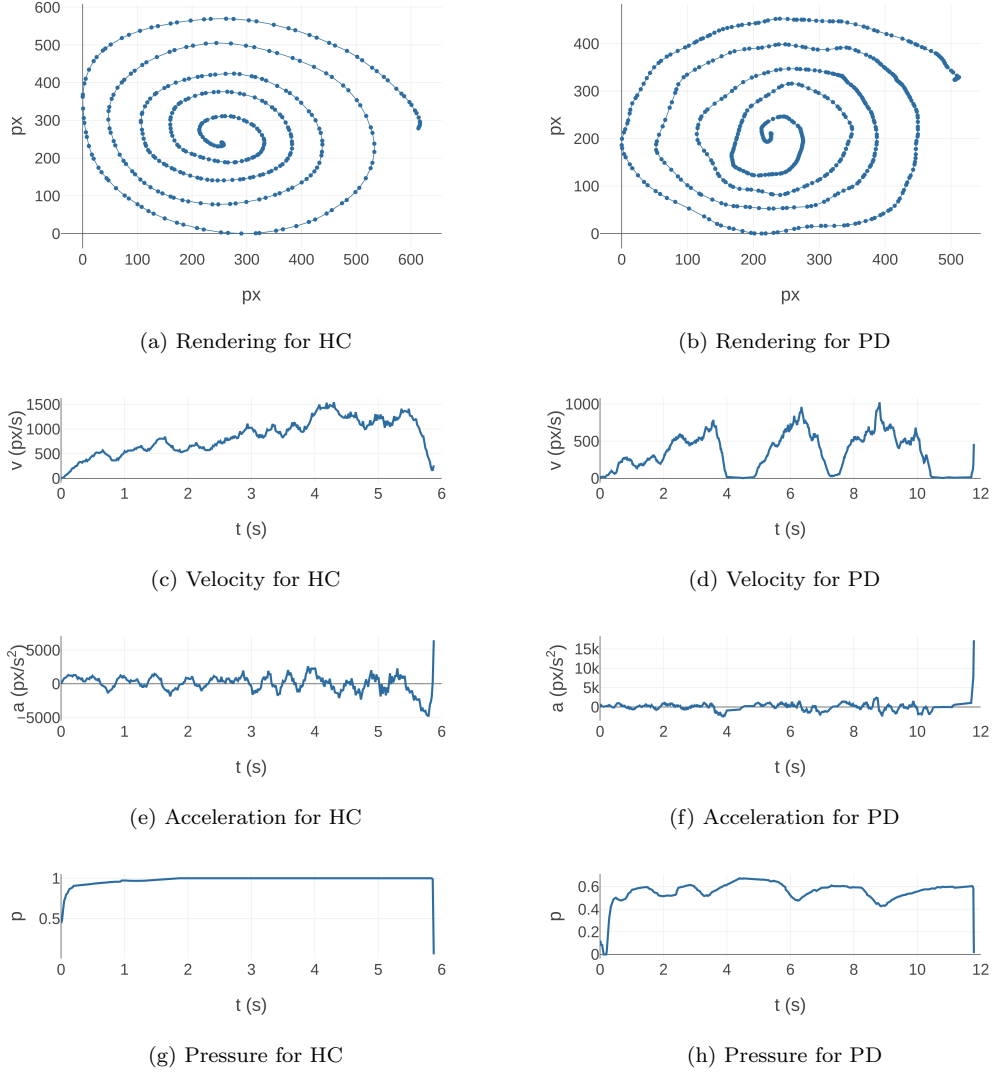 600
500
400
300
200
100
0
px
0 100 200 300 400 500 600
px
(a) Rendering for HC
400
300
200
100
0
px
0 100 200 300 400 500
px
(b) Rendering for PD
1500
1000
500
0
v (px/s)
0 1 2 3 4 5 6
t (s)
(c) Velocity for HC
1000
500
0
v (px/s)
0 2 4 6 8 10 12
t (s)
(d) Velocity for PD
5000
0
−5000
a (px/s²)
0 1 2 3 4 5 6
t (s)
(e) Acceleration for HC
15k
10k
5k
0
a (px/s²)
0 2 4 6 8 10 12
t (s)
(f) Acceleration for PD
1
0.5
p
0 1 2 3 4 5 6
t (s)
(g) Pressure for HC
0.6
0.4
0.2
0
p
0 2 4 6 8 10 12
t (s)
(h) Pressure for PD